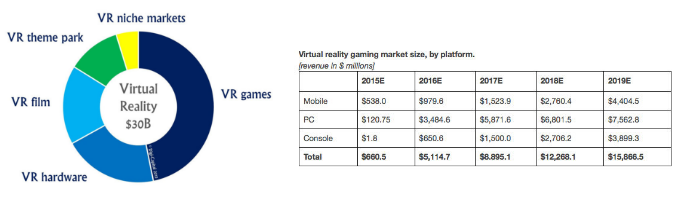 VR niche markets
VR theme park
VR film
Virtual
Reality
$30B
VR games
VR hardware
Virtual reality gaming market size, by platform.
[revenue in $ millions]
2015E 2016E 2017E 2018E 2019E
Mobile $538.0 $979.6 $1,523.9 $2,760.4 $4,404.5
PC $120.75 $3,484.6 $5,871.6 $6,801.5 $7,562.8
Console $1.8 $650.6 $1,500.0 $2,706.2 $3,899.3
Total $660.5 $5,114.7 $8.895.1 $12,268.1 $15,866.5